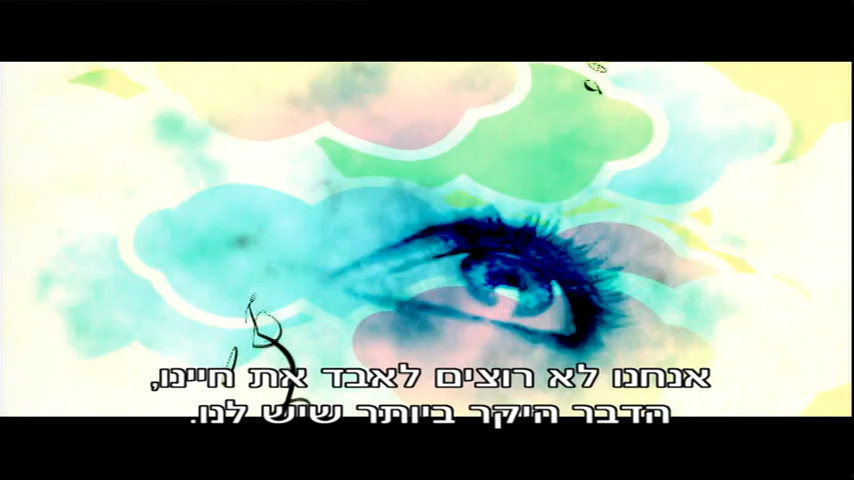 אנחנו לא רוצים לאבד את חיינו,
הדבר היקר ביותר שיש לנו.